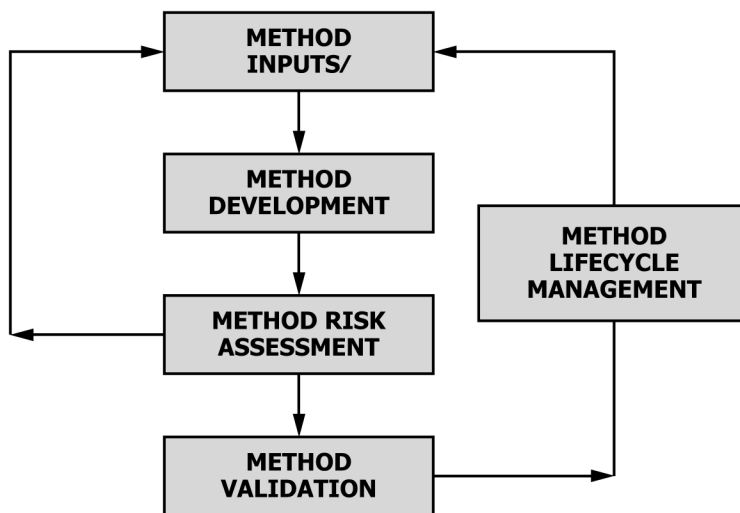 METHOD
INPUTS/
METHOD
DEVELOPMENT
METHOD
LIFECYCLE
MANAGEMENT
METHOD RISK
ASSESSMENT
METHOD
VALIDATION